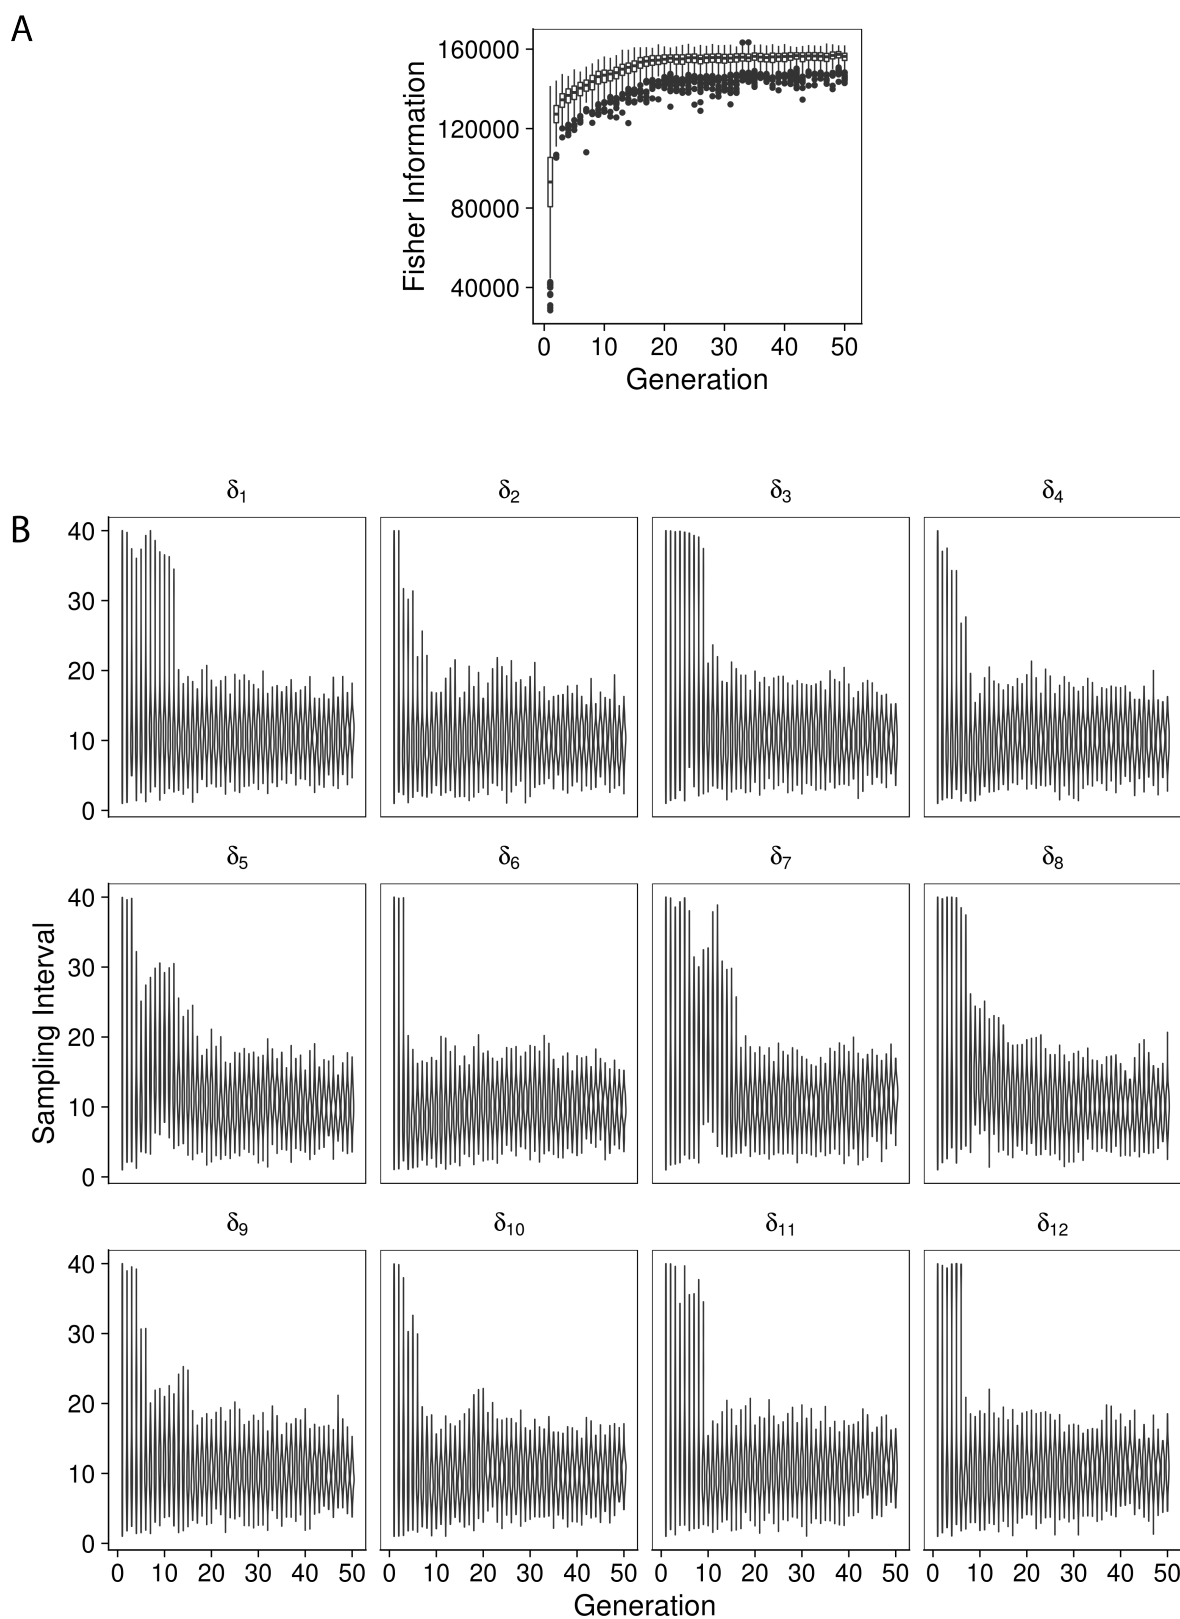 A
Fisher Information
160000
120000
80000
40000
0 10 20 30 40 50
Generation
B
δ1 δ2 δ3 δ4
40
30
20
10
0
δ5 δ6 δ7 δ8
Sampling Interval
40
30
20
10
0
δ9 δ10 δ11 δ12
40
30
20
10
0
0 10 20 30 40 50 0 10 20 30 40 50 0 10 20 30 40 50 0 10 20 30 40 50
Generation